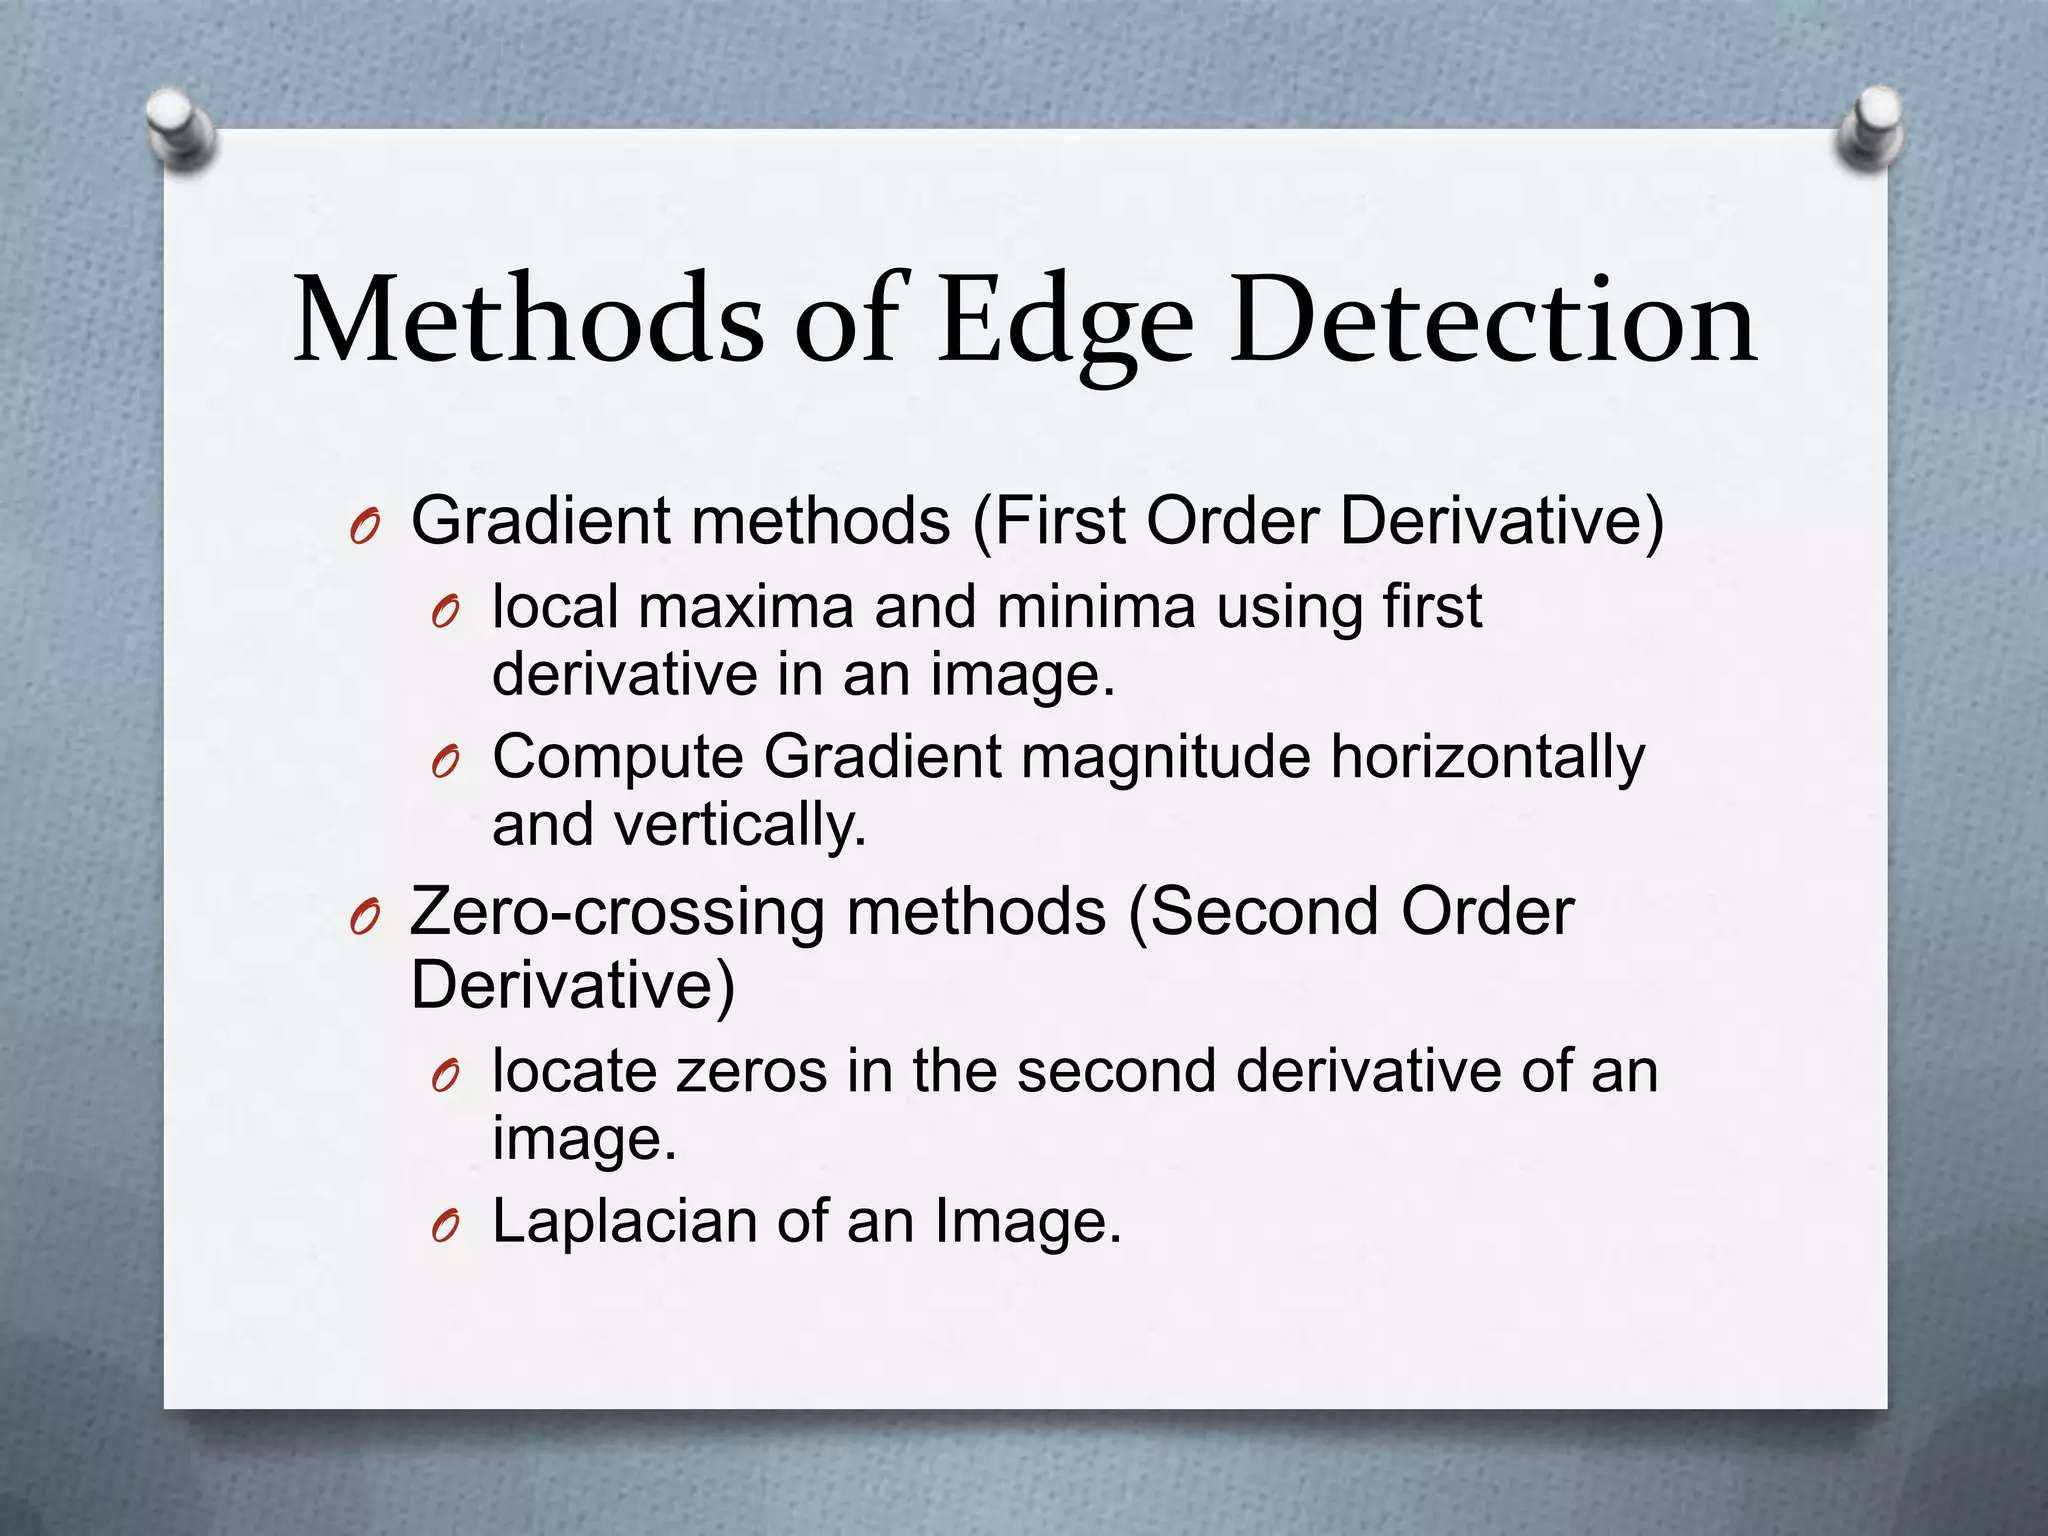 Methods of Edge Detection
Gradient methods (First Order Derivative)
local maxima and minima using first
derivative in an image.
Compute Gradient magnitude horizontally
and vertically.
Zero-crossing methods (Second Order
Derivative)
locate zeros in the second derivative of an
image.
Laplacian of an Image.